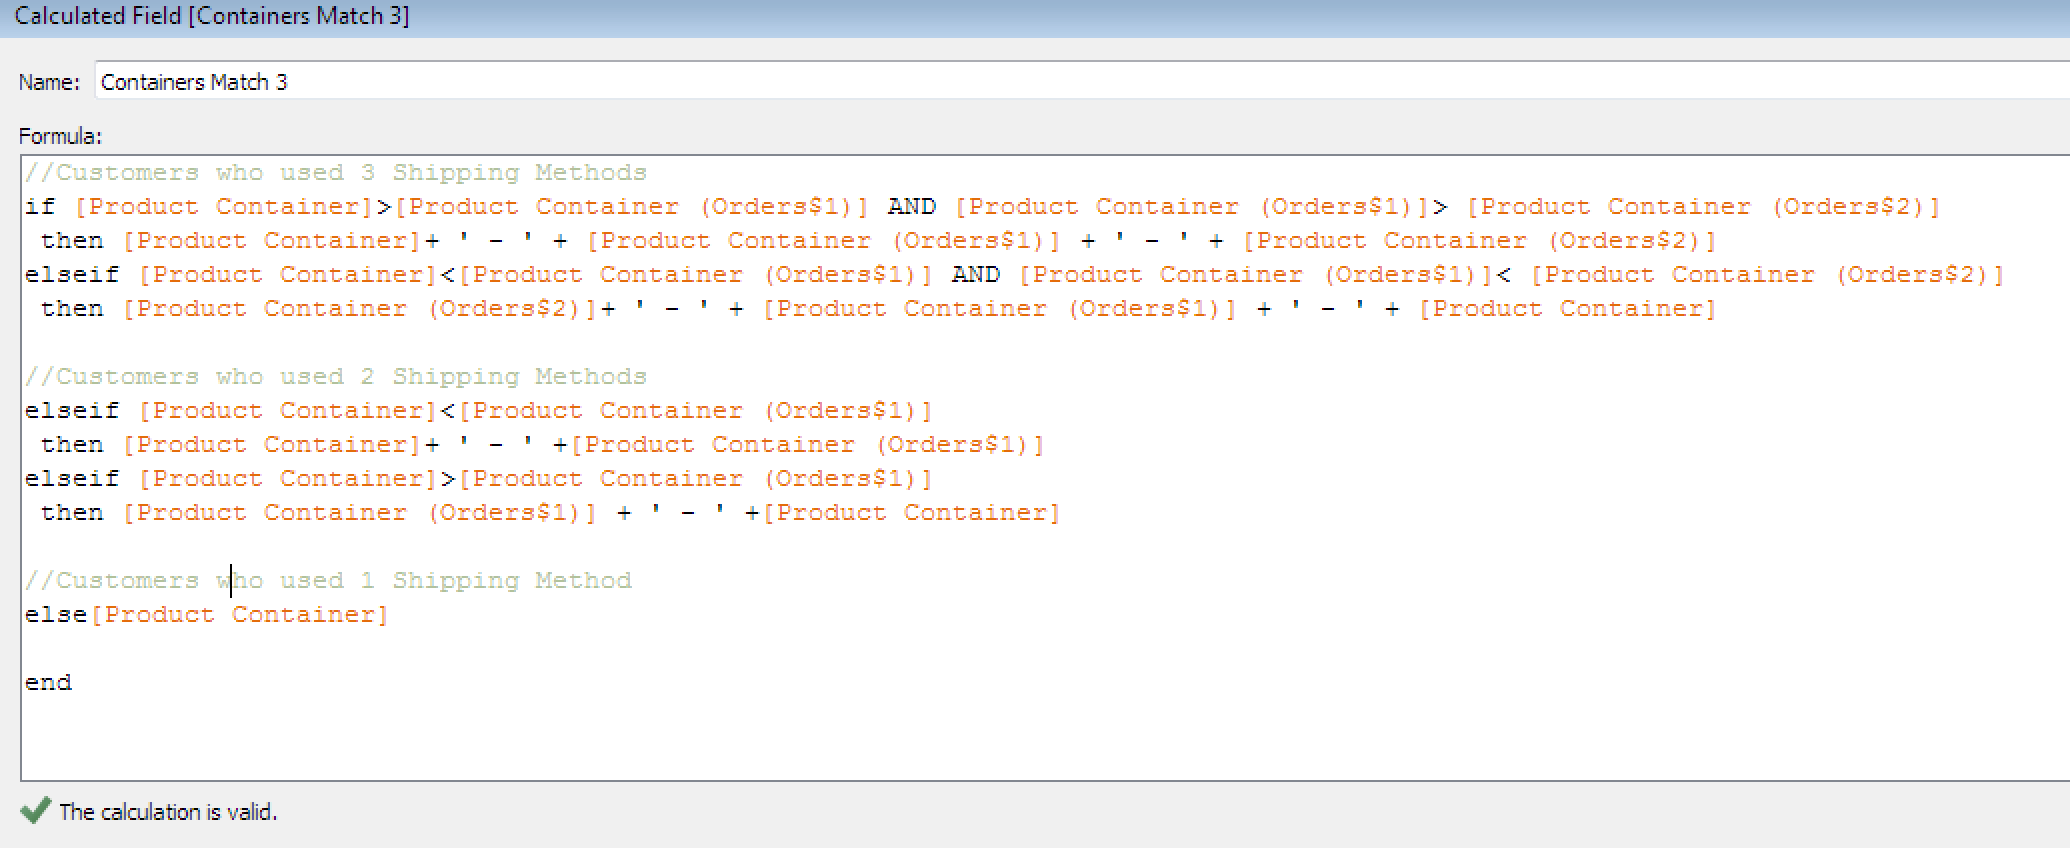 Calculated Field [Containers Match 3]
Name: Containers Match 3
Formula:
//Customers who used 3 Shipping Methods
if [Product Container]>[Product Container (Orders$1)] AND [Product Container (Orders$1)]> [Product Container (Orders$2)]
then [Product Container]+ ' - ' + [Product Container (Orders$1)] + ' - ' + [Product Container (Orders$2)]
elseif [Product Container]<[Product Container (Orders$1)] AND [Product Container (Orders$1)]< [Product Container (Orders$2)]
then [Product Container (Orders$2)]+ ' - ' + [Product Container (Orders$1)] + ' - ' + [Product Container]
//Customers who used 2 Shipping Methods
elseif [Product Container]<[Product Container (Orders$1)]
then [Product Container]+ ' - ' +[Product Container (Orders$1)]
elseif [Product Container]>[Product Container (Orders$1)]
then [Product Container (Orders$1)] + ' - ' +[Product Container]
//Customers who used 1 Shipping Method
else[Product Container]
end
The calculation is valid.